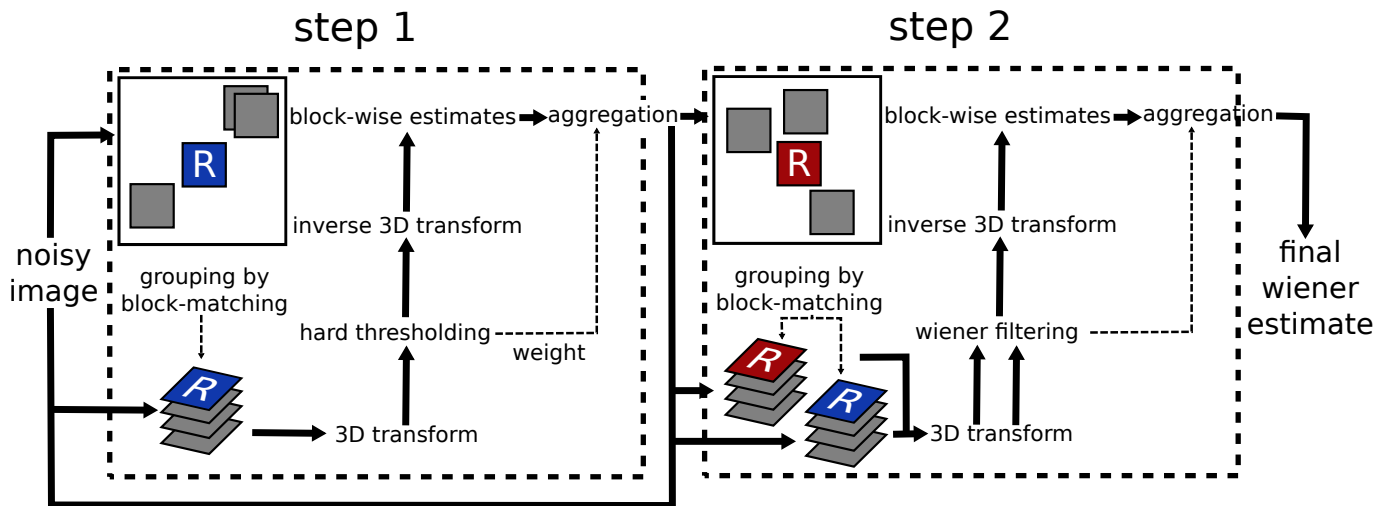 step 1
step 2
noisy
image
R
block-wise estimates
aggregation
inverse 3D transform
grouping by
block-matching
hard thresholding
weight
R
3D transform
R
block-wise estimates
aggregation
inverse 3D transform
grouping by
block-matching
wiener filtering
R
R
3D transform
final
wiener
estimate